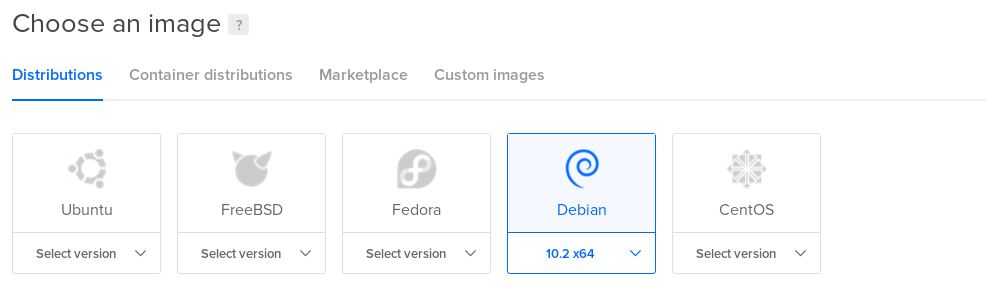 Choose an image ?
Distributions Container distributions Marketplace Custom images
Ubuntu FreeBSD Fedora Debian CentOS
Select version Select version Select version 10.2 x64 Select version